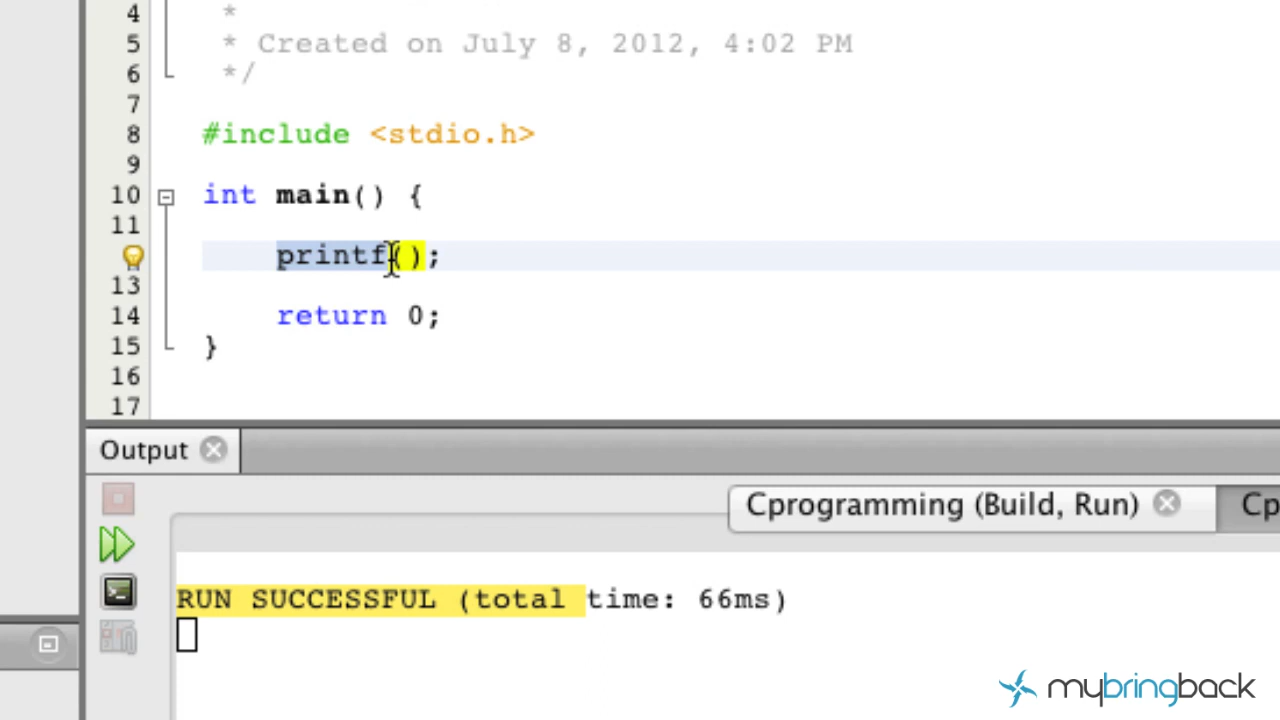 4 *
5 * Created on July 8, 2012, 4:02 PM
6 */
7
8 #include <stdio.h>
9
10 int main() {
11
printf();
13
14 return 0;
15 }
16
17
Output
Cprogramming (Build, Run) Cp
RUN SUCCESSFUL (total time: 66ms)
mybringback